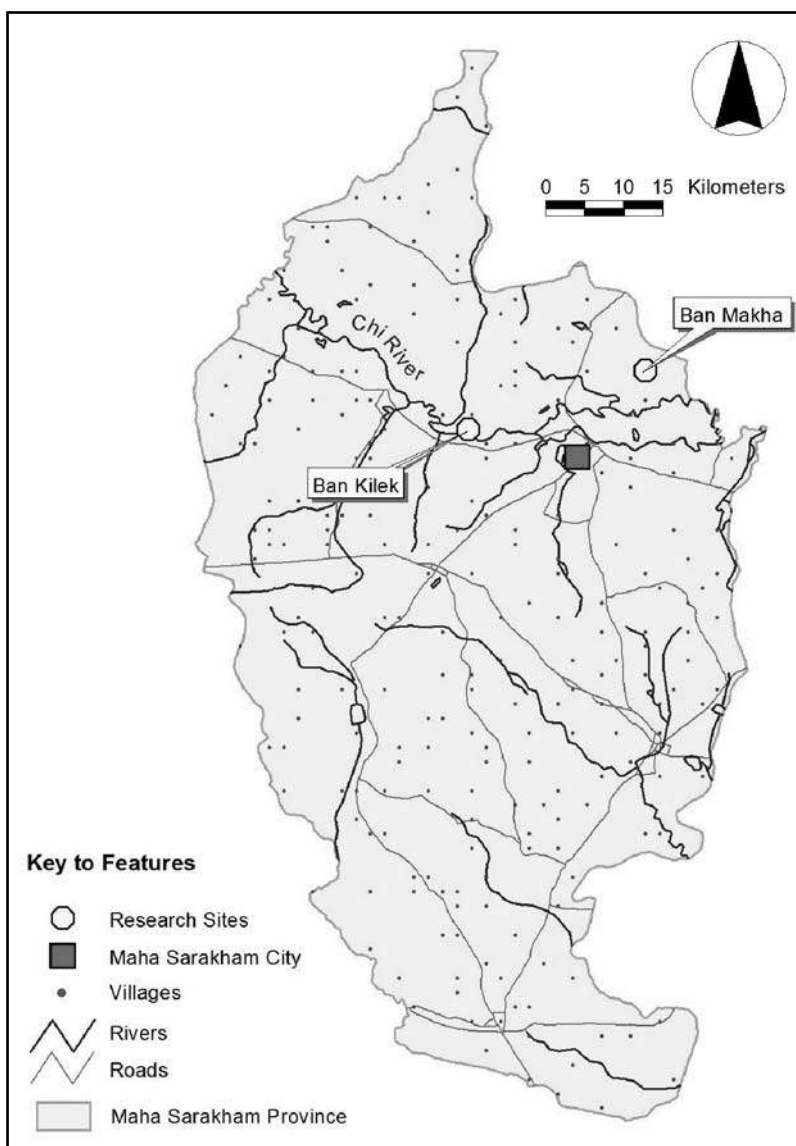 0 5 10 15 Kilometers
Ban Makha
Chi River
Ban Kilek
Key to Features
Research Sites
Maha Sarakham City
Villages
Rivers
Roads
Maha Sarakham Province